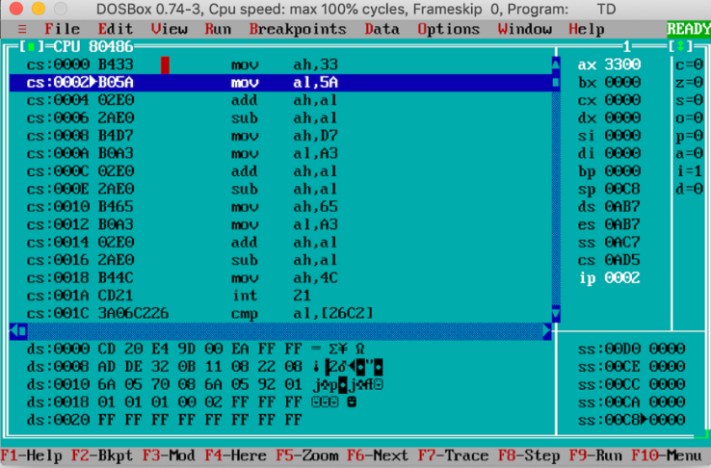 DOSBox 0.74-3, Cpu speed: max 100% cycles, Frameskip 0, Program: TD
≡ File Edit View Run Breakpoints Data Options Window Help READY
[■]=CPU 80486 1 [↕]
cs:0000 B433 mov ah,33 ax 3300 c=0
cs:0002►B05A mov al,5A bx 0000 z=0
cs:0004 02E0 add ah,al cx 0000 s=0
cs:0006 2AE0 sub ah,al dx 0000 o=0
cs:0008 B4D7 mov ah,D7 si 0000 p=0
cs:000A B0A3 mov al,A3 di 0000 a=0
cs:000C 02E0 add ah,al bp 0000 i=1
cs:000E 2AE0 sub ah,al sp 00C8 d=0
cs:0010 B465 mov ah,65 ds 0AB7
cs:0012 B0A3 mov al,A3 es 0AB7
cs:0014 02E0 add ah,al ss 0AC7
cs:0016 2AE0 sub ah,al cs 0AD5
cs:0018 B44C mov ah,4C ip 0002
cs:001A CD21 int 21
cs:001C 3A06C226 cmp al,[26C2]
ds:0000 CD 20 E4 9D 00 EA FF FF = Σ¥ Ω ss:00D0 0000
ds:0008 AD DE 32 0B 11 08 22 08 ¡▐2♂◄◘"◘ ss:00CE 0000
ds:0010 6A 05 70 08 6A 05 92 01 j♣p◘j♣Æ☺ ss:00CC 0000
ds:0018 01 01 01 00 02 FF FF FF ☺☺☺ ☻ ss:00CA 0000
ds:0020 FF FF FF FF FF FF FF FF ss:00C8►0000
F1-Help F2-Bkpt F3-Mod F4-Here F5-Zoom F6-Next F7-Trace F8-Step F9-Run F10-Menu